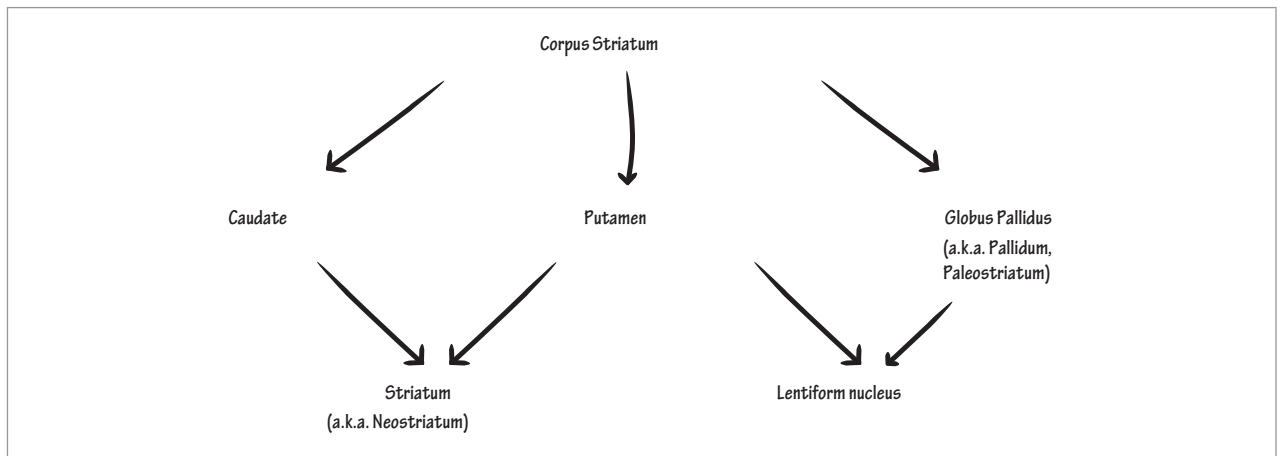 Corpus Striatum
Caudate
Putamen
Globus Pallidus
(a.k.a. Pallidum,
Paleostriatum)
Striatum
(a.k.a. Neostriatum)
Lentiform nucleus